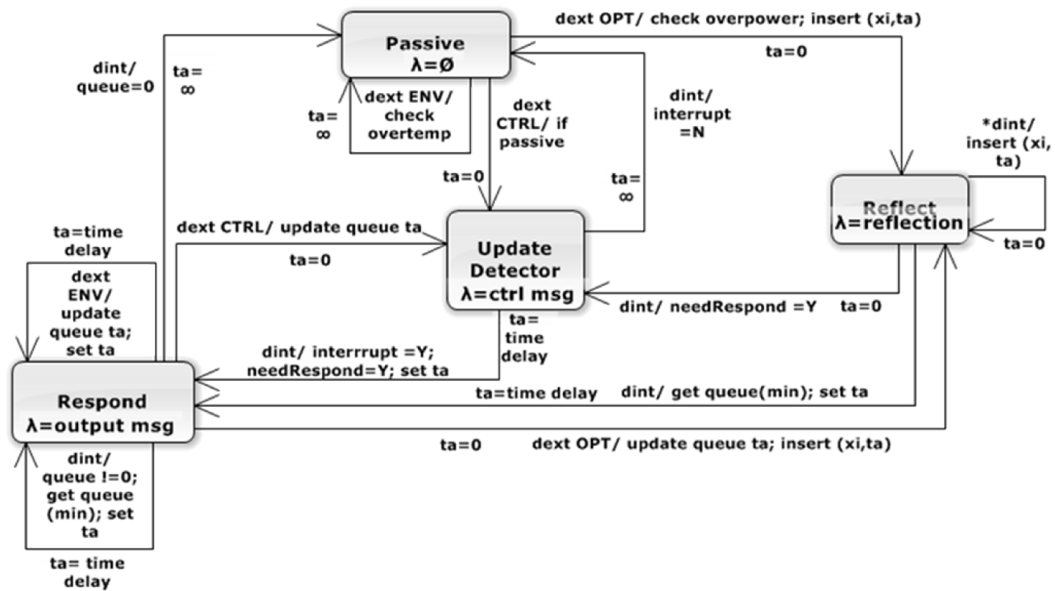 dext OPT/ check overpower; insert (xi,ta)
ta=0
Passive
λ=Ø
dint/
queue=0
ta=
∞
dext ENV/
check
overtemp
ta=
∞
dext
CTRL/ if
passive
ta=0
dint/
interrupt
=N
ta=
∞
*dint/
insert (xi,
ta)
ta=0
Reflect
λ=reflection
dext CTRL/ update queue ta
ta=0
Update
Detector
λ=ctrl msg
ta=time
delay
dext
ENV/
update
queue ta;
set ta
dint/ needRespond =Y
ta=0
ta=
time
delay
dint/ interrrupt =Y;
needRespond=Y; set ta
ta=time delay
dint/ get queue(min); set ta
Respond
λ=output msg
ta=0
dext OPT/ update queue ta; insert (xi,ta)
dint/
queue !=0;
get queue
(min); set
ta
ta= time
delay